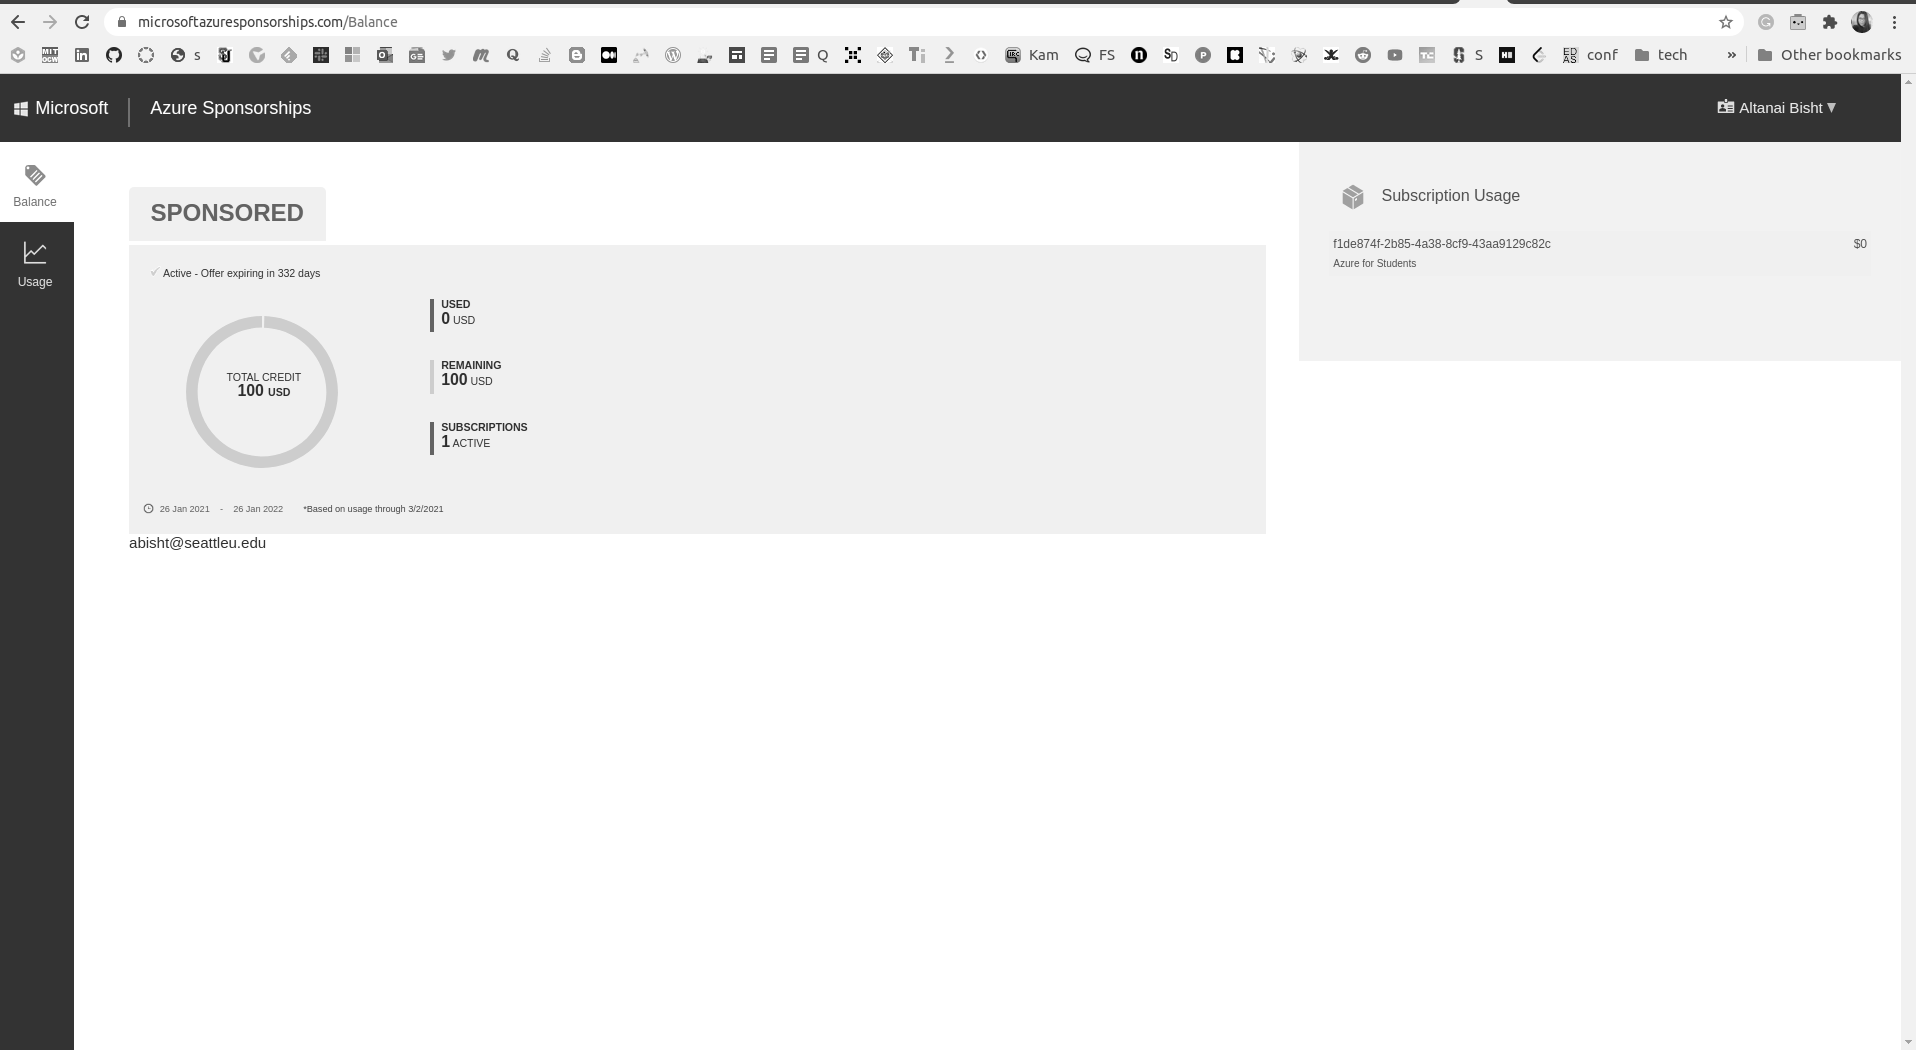 microsoftazuresponsorships.com/Balance
MIT OCW
s
Q
Kam
FS
S
EDAS conf
tech
»
Other bookmarks
Microsoft
Azure Sponsorships
Altanai Bisht ▼
Balance
Usage
SPONSORED
Active - Offer expiring in 332 days
TOTAL CREDIT
100 USD
USED
0 USD
REMAINING
100 USD
SUBSCRIPTIONS
1 ACTIVE
26 Jan 2021 - 26 Jan 2022 *Based on usage through 3/2/2021
abisht@seattleu.edu
Subscription Usage
f1de874f-2b85-4a38-8cf9-43aa9129c82c $0
Azure for Students